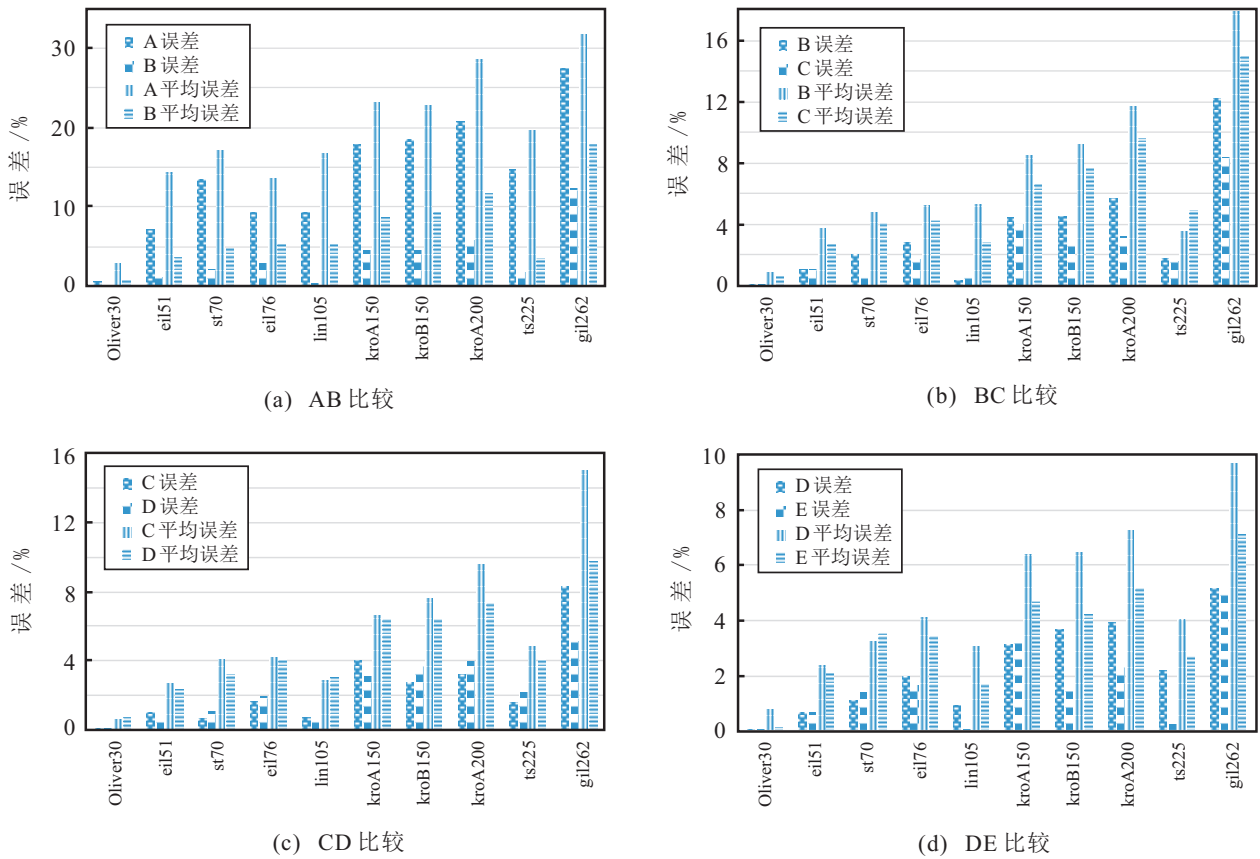 误差/%
30
20
10
0
A误差
B误差
A平均误差
B平均误差
Oliver30
eil51
st70
eil76
lin105
kroA150
kroB150
kroA200
ts225
gil262
(a) AB比较
误差/%
16
12
8
4
0
B误差
C误差
B平均误差
C平均误差
Oliver30
eil51
st70
eil76
lin105
kroA150
kroB150
kroA200
ts225
gil262
(b) BC比较
误差/%
16
12
8
4
0
C误差
D误差
C平均误差
D平均误差
Oliver30
eil51
st70
eil76
lin105
kroA150
kroB150
kroA200
ts225
gil262
(c) CD比较
误差/%
10
8
6
4
2
0
D误差
E误差
D平均误差
E平均误差
Oliver30
eil51
st70
eil76
lin105
kroA150
kroB150
kroA200
ts225
gil262
(d) DE比较